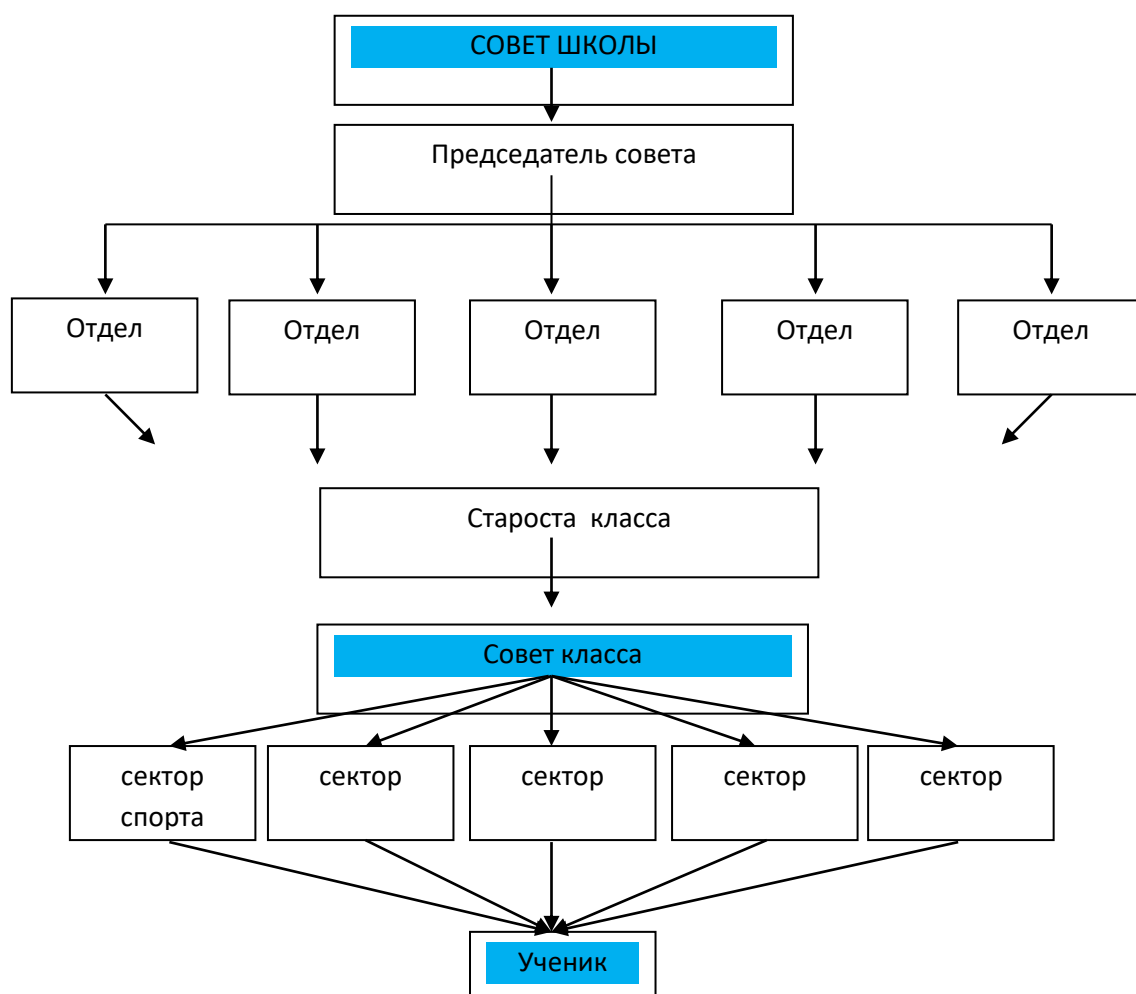 СОВЕТ ШКОЛЫ
Председатель совета
Отдел
Отдел
Отдел
Отдел
Отдел
Староста класса
Совет класса
сектор
спорта
сектор
сектор
сектор
сектор
Ученик